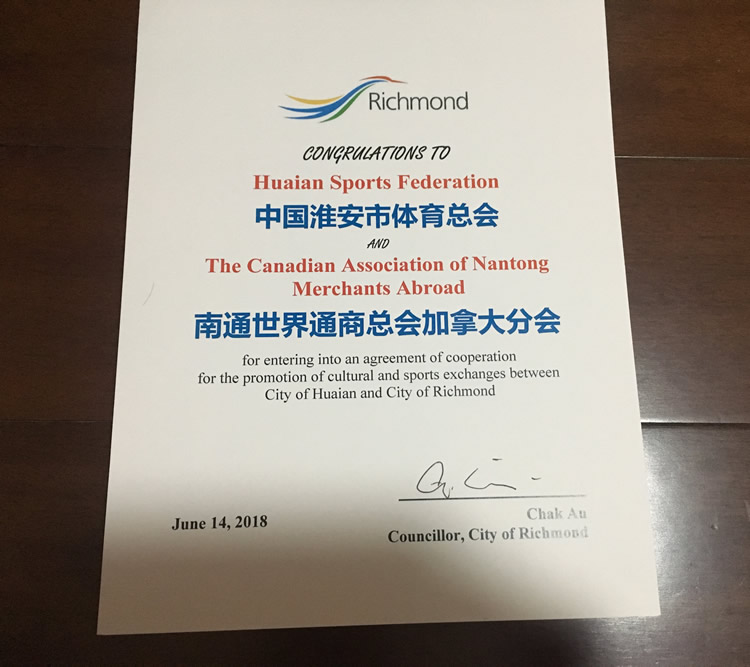 Richmond
CONGRULATIONS TO
Huaian Sports Federation
中国淮安市体育总会
AND
The Canadian Association of Nantong
Merchants Abroad
南通世界通商总会加拿大分会
for entering into an agreement of cooperation
for the promotion of cultural and sports exchanges between
City of Huaian and City of Richmond
June 14, 2018
Chak Au
Councillor, City of Richmond